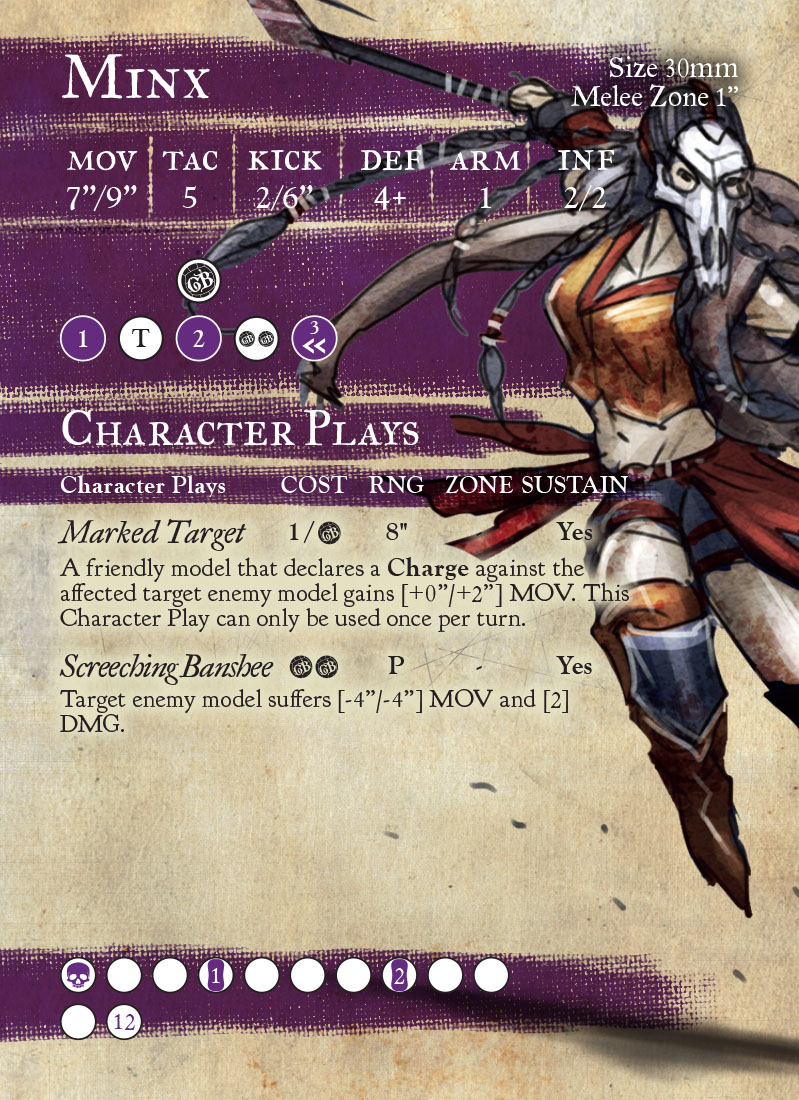 Minx
Size 30mm
Melee Zone 1”
MOV TAC KICK DEF ARM INF
7”/9” 5 2/6” 4+ 1 2/2
GB
1 T 2 GB GB 3 <<
Character Plays
Character Plays COST RNG ZONE SUSTAIN
Marked Target 1/GB 8" Yes
A friendly model that declares a Charge against the
affected target enemy model gains [+0”/+2”] MOV. This
Character Play can only be used once per turn.
Screeching Banshee GB GB P - Yes
Target enemy model suffers [-4”/-4”] MOV and [2]
DMG.
1 2
12